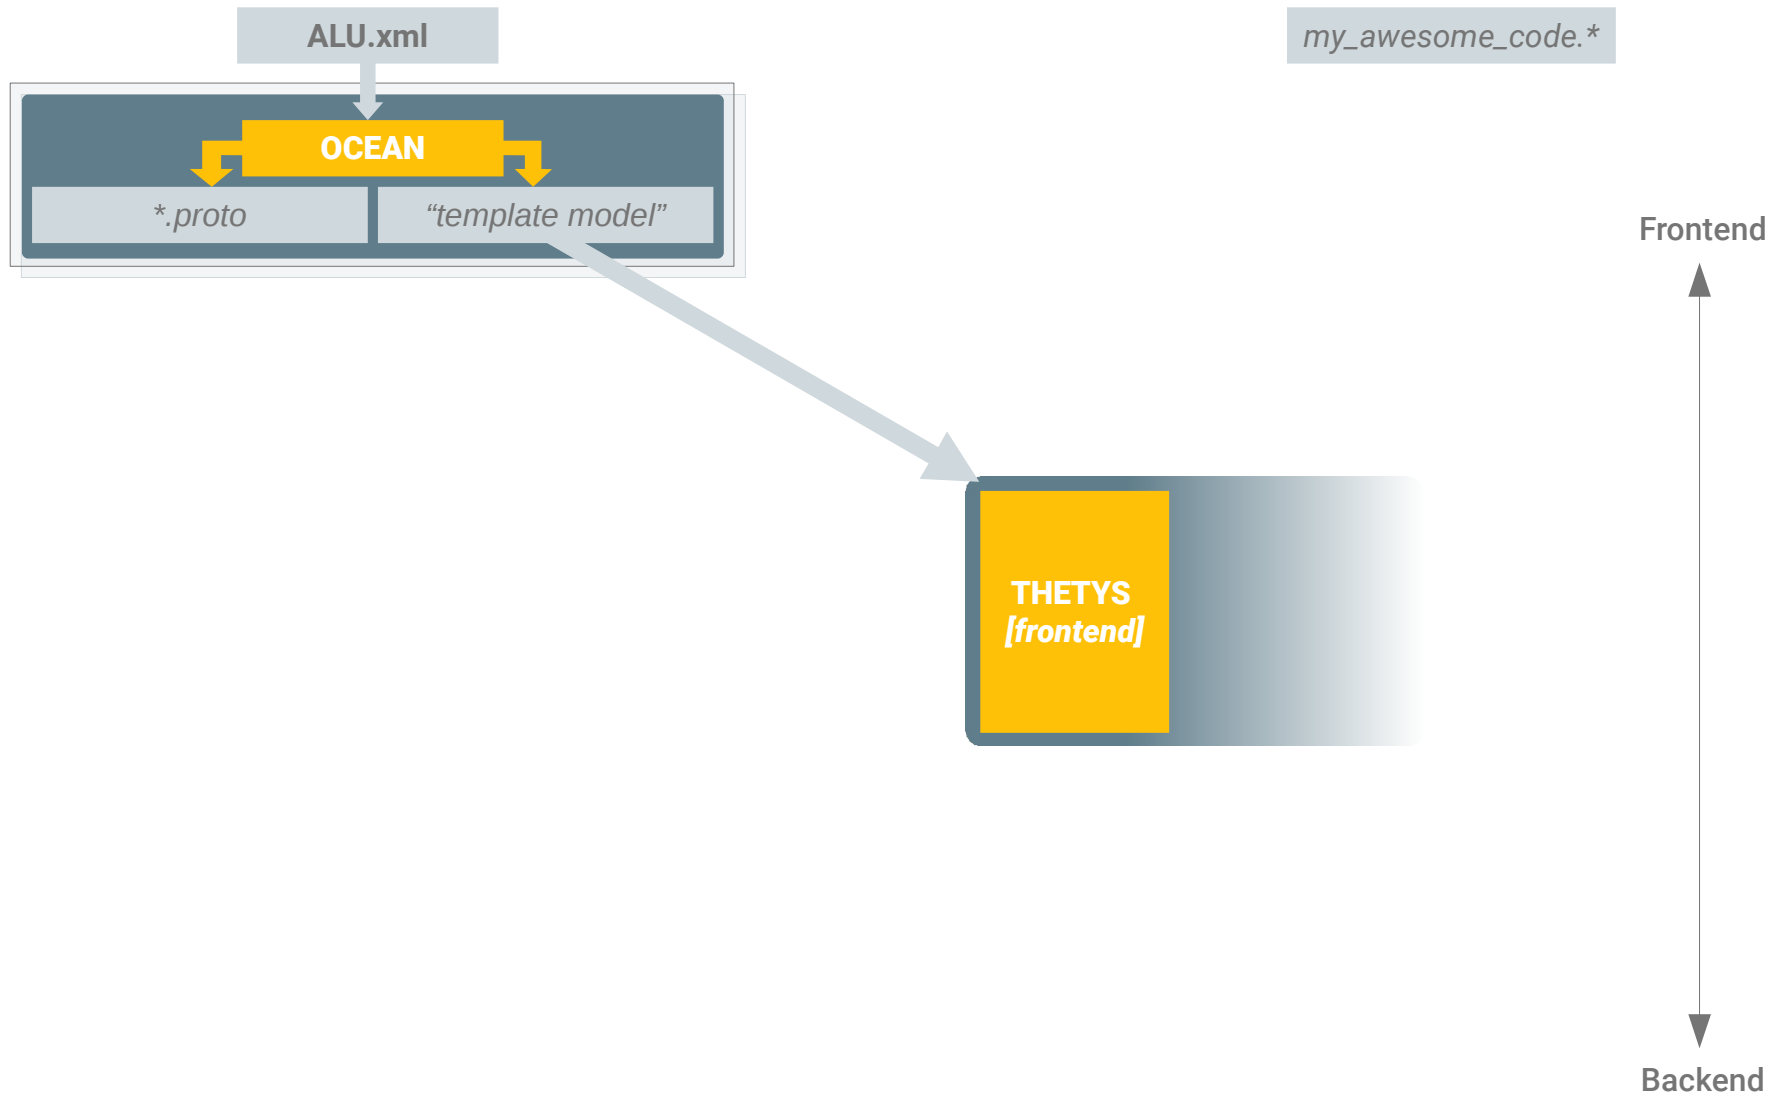 ALU.xml
my_awesome_code.*
OCEAN
*.proto
“template model”
Frontend
THETYS
[frontend]
Backend